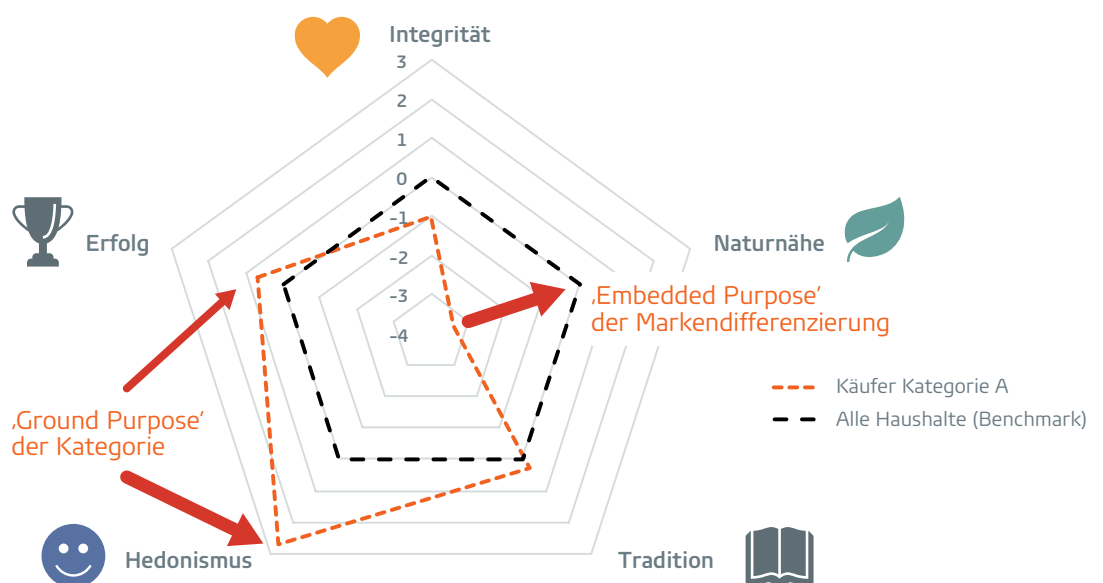 Integrität
3
2
1
0
-1
-2
-3
-4
Erfolg
Naturnähe
‚Embedded Purpose’
der Markendifferenzierung
Käufer Kategorie A
Alle Haushalte (Benchmark)
‚Ground Purpose’
der Kategorie
Hedonismus
Tradition